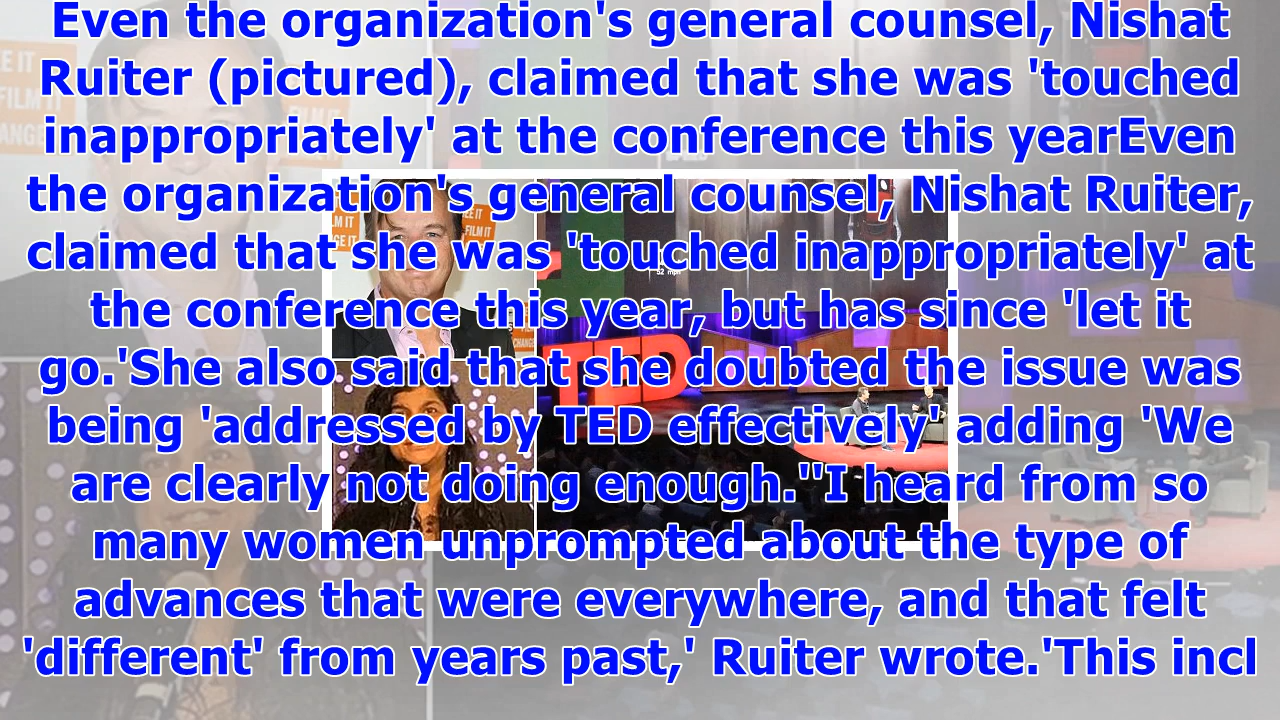 Even the organization's general counsel, Nishat
Ruiter (pictured), claimed that she was 'touched
inappropriately' at the conference this yearEven
the organization's general counsel, Nishat Ruiter,
claimed that she was 'touched inappropriately' at
the conference this year, but has since 'let it
go.'She also said that she doubted the issue was
being 'addressed by TED effectively' adding 'We
are clearly not doing enough.''I heard from so
many women unprompted about the type of
advances that were everywhere, and that felt
'different' from years past,' Ruiter wrote.'This incl
52 mph
TED